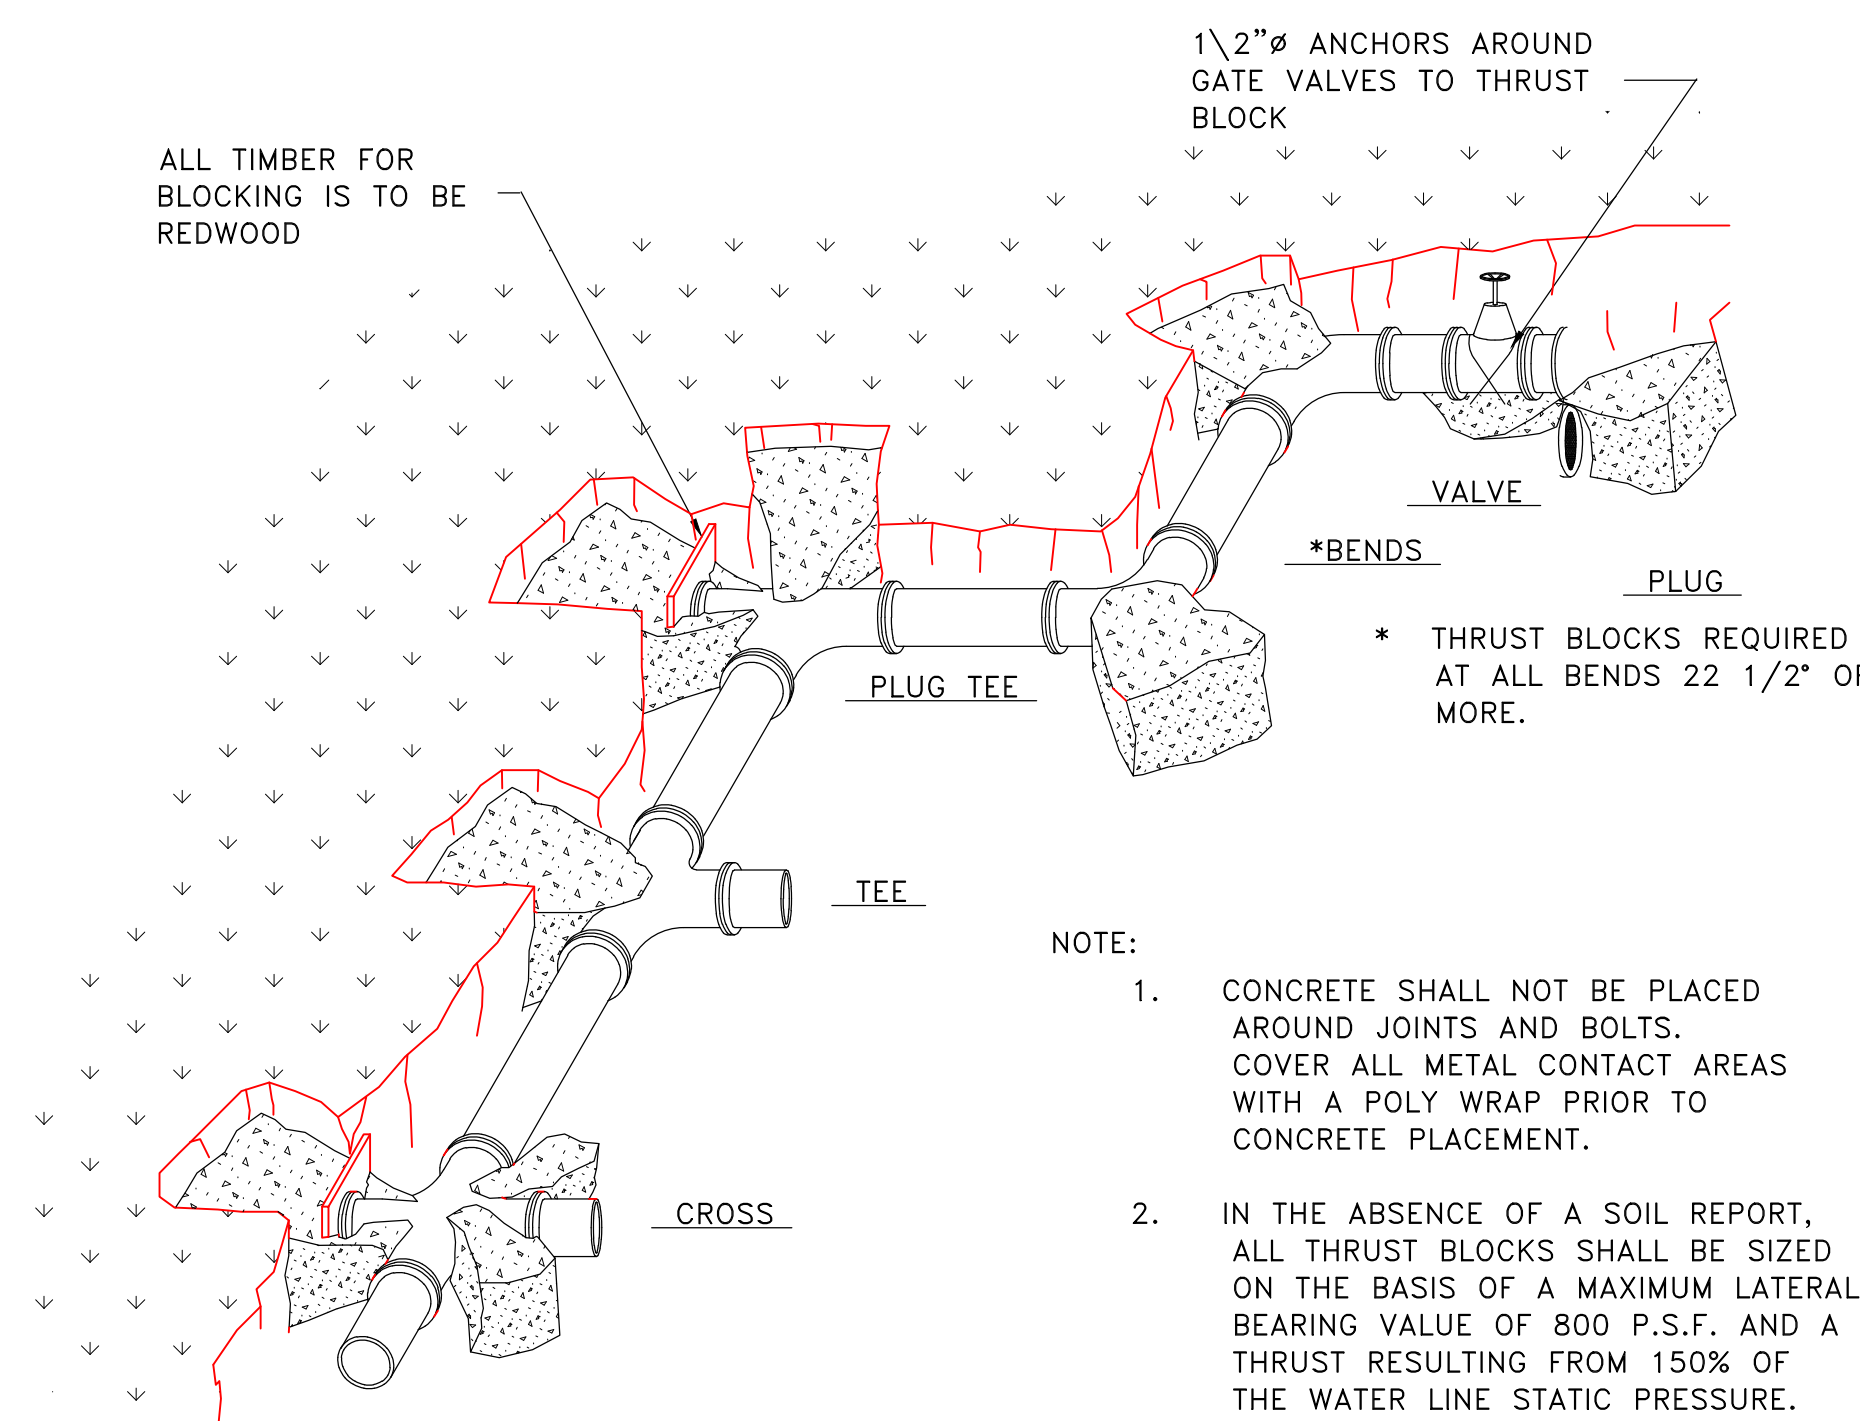 1\2”ø ANCHORS AROUND
GATE VALVES TO THRUST
BLOCK
ALL TIMBER FOR
BLOCKING IS TO BE
REDWOOD
VALVE
*BENDS
PLUG
* THRUST BLOCKS REQUIRED
AT ALL BENDS 22 1/2° OR
MORE.
PLUG TEE
TEE
CROSS
NOTE:
1. CONCRETE SHALL NOT BE PLACED
AROUND JOINTS AND BOLTS.
COVER ALL METAL CONTACT AREAS
WITH A POLY WRAP PRIOR TO
CONCRETE PLACEMENT.
2. IN THE ABSENCE OF A SOIL REPORT,
ALL THRUST BLOCKS SHALL BE SIZED
ON THE BASIS OF A MAXIMUM LATERAL
BEARING VALUE OF 800 P.S.F. AND A
THRUST RESULTING FROM 150% OF
THE WATER LINE STATIC PRESSURE.